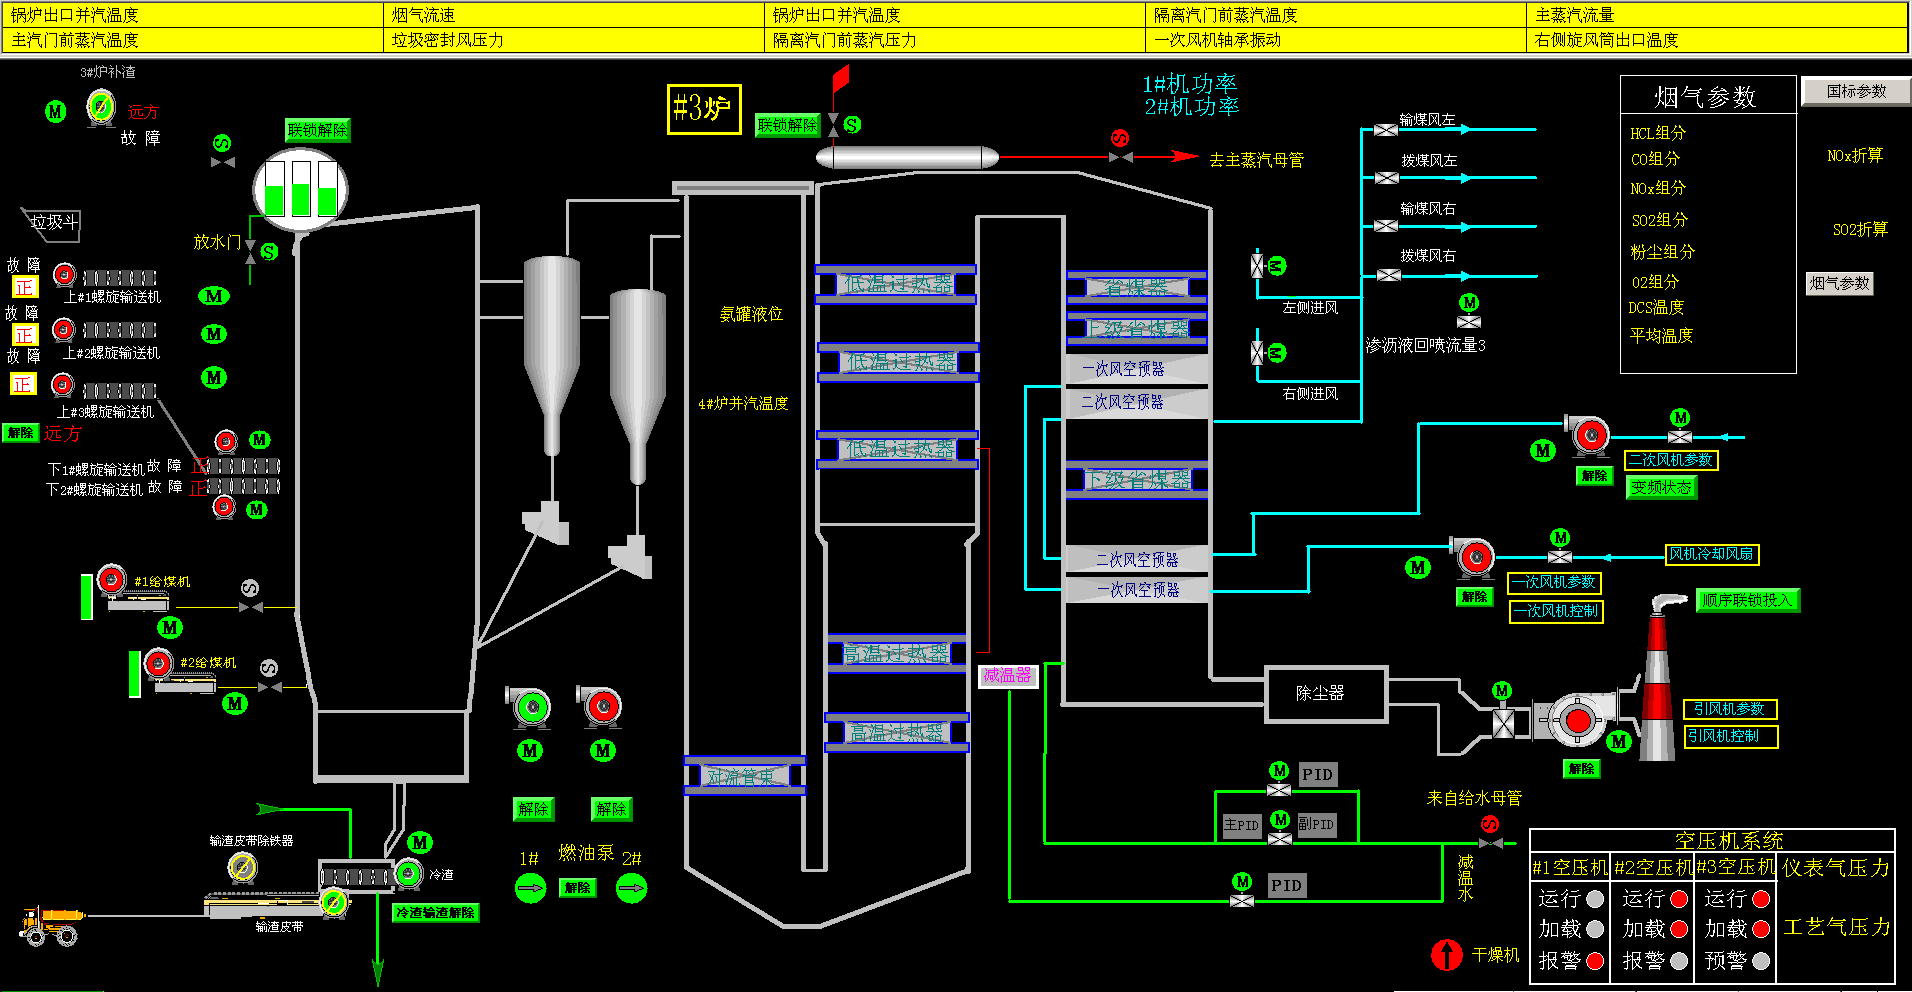 锅炉出口并汽温度
烟气流速
锅炉出口并汽温度
隔离汽门前蒸汽温度
主蒸汽流量
主汽门前蒸汽温度
垃圾密封风压力
隔离汽门前蒸汽压力
一次风机轴承振动
右侧旋风筒出口温度
3#炉补渣
M
远方
故 障
S
联锁解除
#3炉
联锁解除
S
S
去主蒸汽母管
1#机功率
2#机功率
输煤风左
拨煤风左
输煤风右
拨煤风右
烟气参数
HCL组分
CO组分
NOx组分
SO2组分
粉尘组分
O2组分
DCS温度
平均温度
国标参数
NOx折算
SO2折算
烟气参数
垃圾斗
放水门
S
故 障
正
上#1螺旋输送机
M
故 障
正
上#2螺旋输送机
M
故 障
正
上#3螺旋输送机
M
解除
远方
M
下1#螺旋输送机
故 障
正
下2#螺旋输送机
故 障
正
M
氨罐液位
4#炉并汽温度
低温过热器
低温过热器
低温过热器
省煤器
上级省煤器
一次风空预器
二次风空预器
下级省煤器
二次风空预器
一次风空预器
M
左侧进风
M
右侧进风
M
渗沥液回喷流量3
M
M
二次风机参数
解除
变频状态
M
M
风机冷却风扇
一次风机参数
解除
一次风机控制
顺序联锁投入
#1给煤机
S
M
#2给煤机
S
M
高温过热器
减温器
高温过热器
对流管束
除尘器
M
M
引风机参数
引风机控制
解除
M
M
解除
解除
1#
燃油泵
2#
解除
M
PID
主PID
M
副PID
M
PID
来自给水母管
S
减
温
水
输渣皮带除铁器
M
冷渣
冷渣输渣解除
输渣皮带
干燥机
空压机系统
#1空压机
#2空压机
#3空压机
仪表气压力
运行
运行
运行
加载
加载
加载
工艺气压力
报警
报警
预警